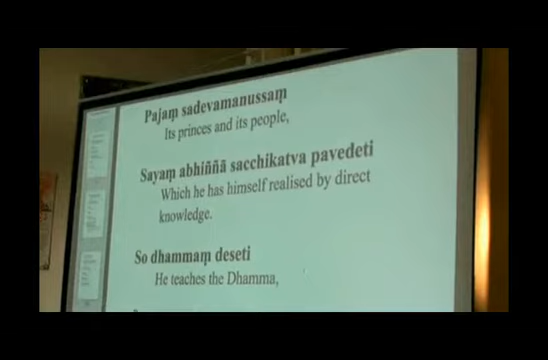 Pajaṃ sadevamanussaṃ
Its princes and its people,
Sayaṃ abhiññā sacchikatva pavedeti
Which he has himself realised by direct
knowledge.
So dhammaṃ deseti
He teaches the Dhamma,